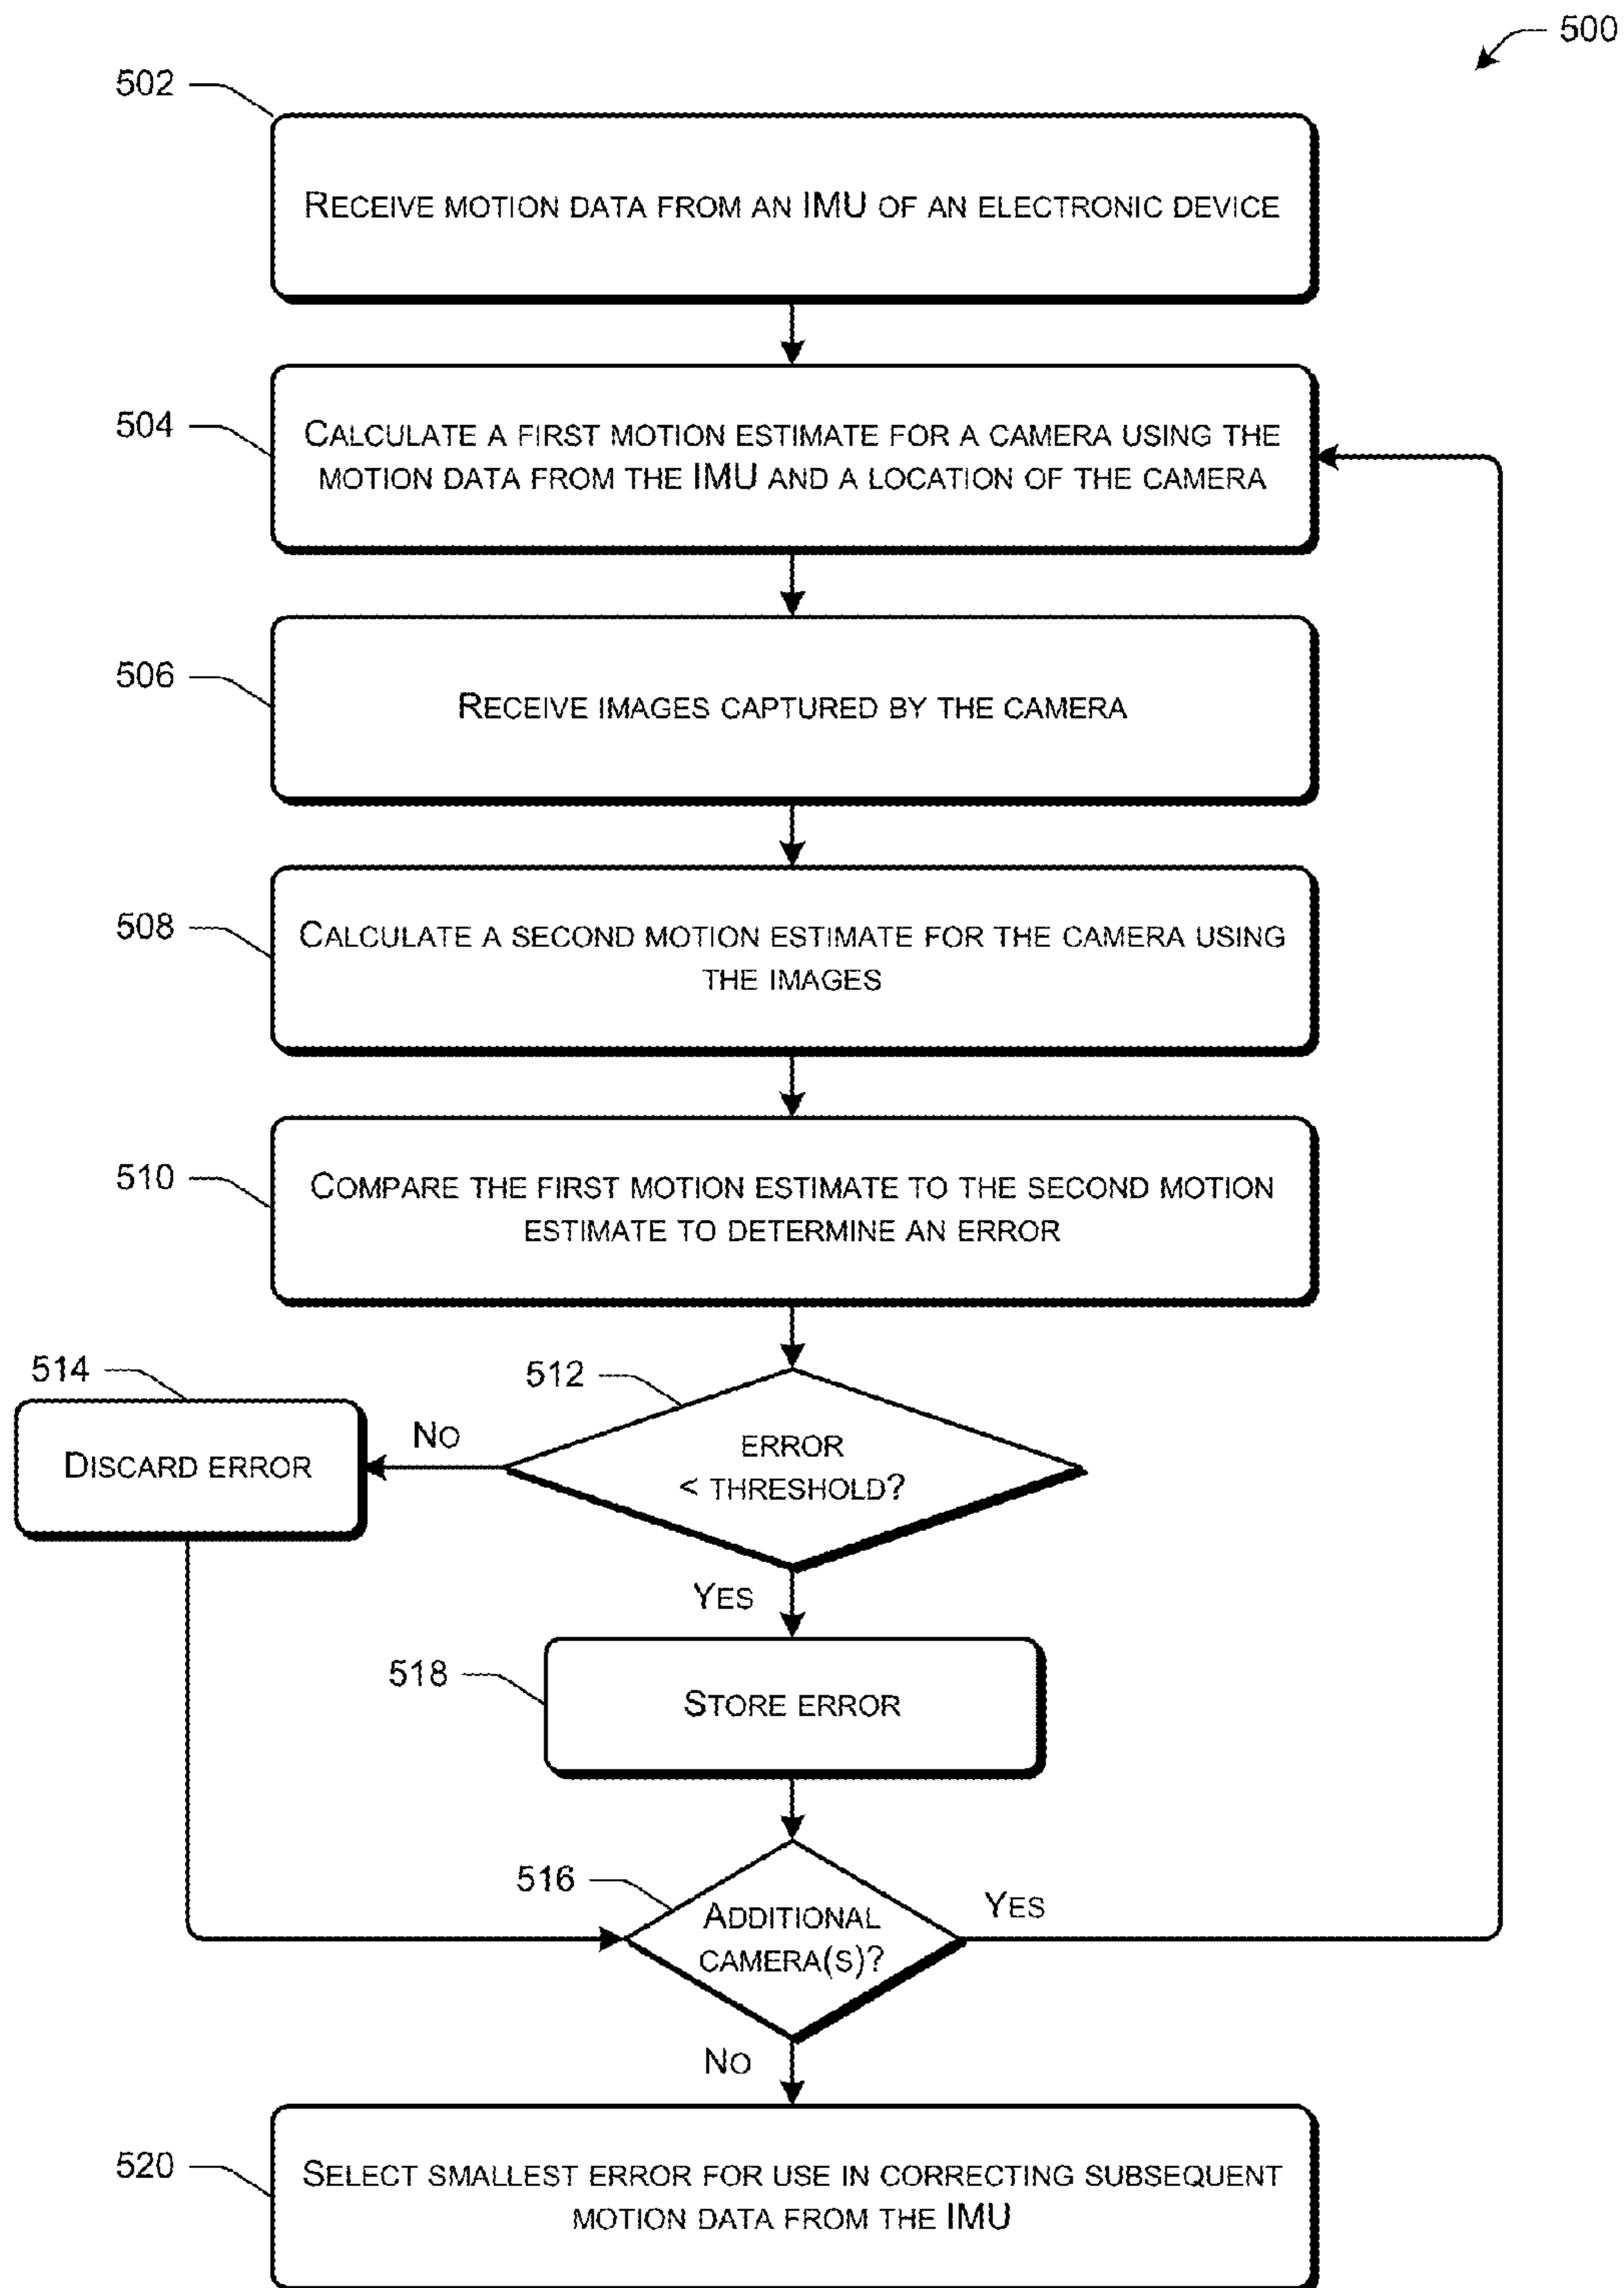 500
502
RECEIVE MOTION DATA FROM AN IMU OF AN ELECTRONIC DEVICE
504
CALCULATE A FIRST MOTION ESTIMATE FOR A CAMERA USING THE
MOTION DATA FROM THE IMU AND A LOCATION OF THE CAMERA
506
RECEIVE IMAGES CAPTURED BY THE CAMERA
508
CALCULATE A SECOND MOTION ESTIMATE FOR THE CAMERA USING
THE IMAGES
510
COMPARE THE FIRST MOTION ESTIMATE TO THE SECOND MOTION
ESTIMATE TO DETERMINE AN ERROR
512
ERROR
< THRESHOLD?
NO
514
DISCARD ERROR
YES
518
STORE ERROR
516
ADDITIONAL
CAMERA(S)?
YES
NO
520
SELECT SMALLEST ERROR FOR USE IN CORRECTING SUBSEQUENT
MOTION DATA FROM THE IMU